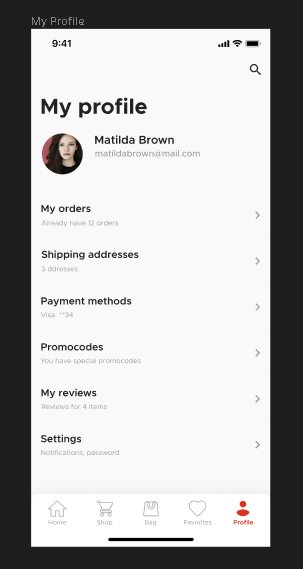 My Profile
9:41
My profile
Matilda Brown
matildabrown@mail.com
My orders
Already have 12 orders
Shipping addresses
3 ddresses
Payment methods
Visa **34
Promocodes
You have special promocodes
My reviews
Reviews for 4 items
Settings
Notifications, password
Home Shop Bag Favorites Profile